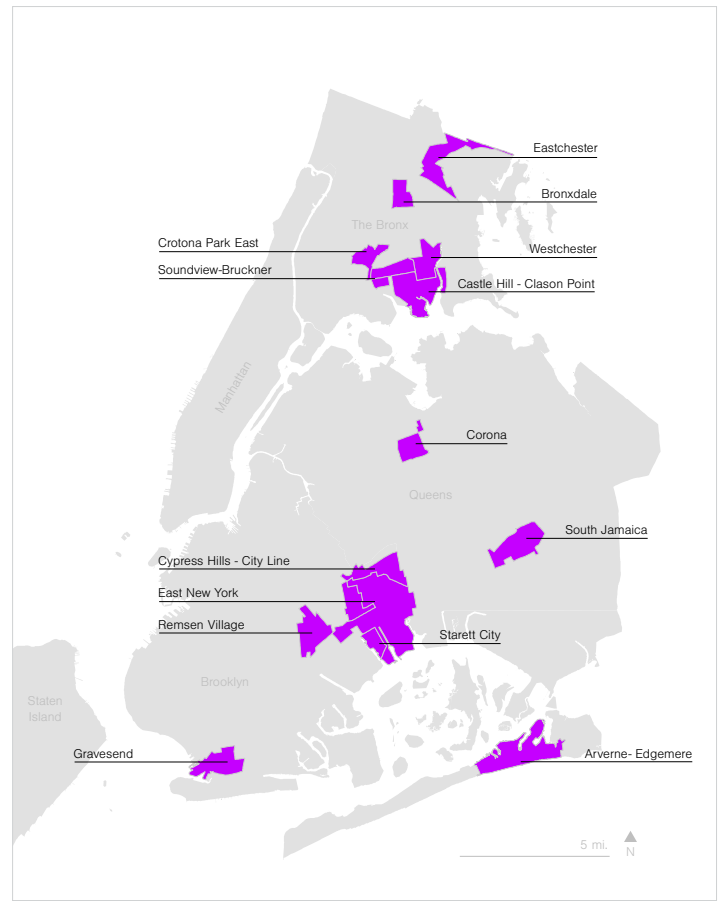 Eastchester
Bronxdale
The Bronx
Crotona Park East
Westchester
Soundview-Bruckner
Castle Hill - Clason Point
Manhattan
Corona
Queens
South Jamaica
Cypress Hills - City Line
East New York
Remsen Village
Starett City
Brooklyn
Staten
Island
Gravesend
Arverne- Edgemere
5 mi.
N